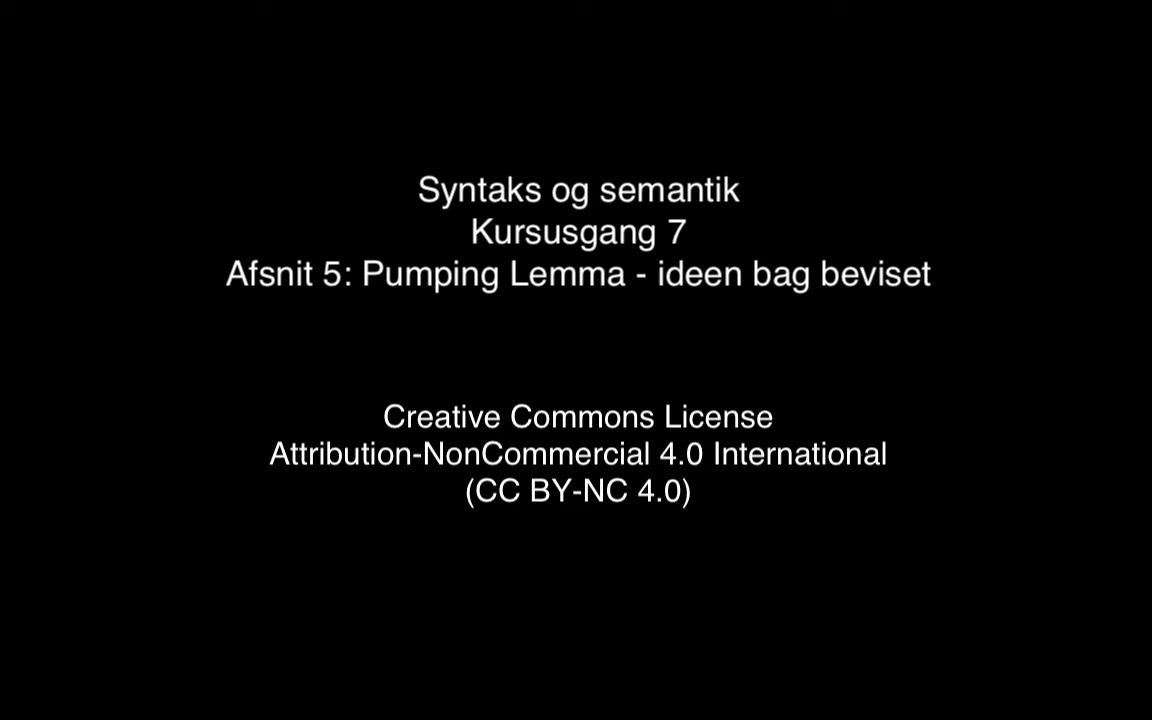 Syntaks og semantik
Kursusgang 7
Afsnit 5: Pumping Lemma - ideen bag beviset
Creative Commons License
Attribution-NonCommercial 4.0 International
(CC BY-NC 4.0)